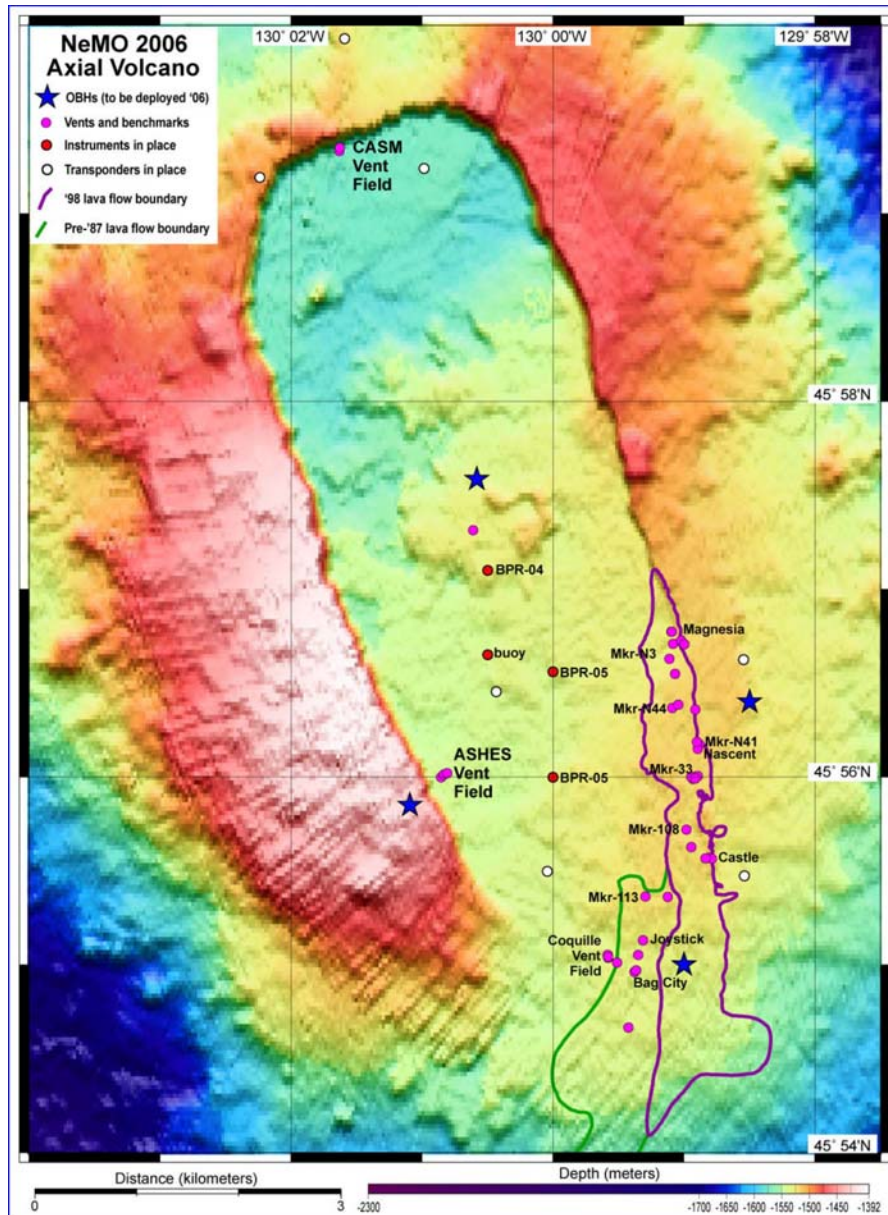 NeMO 2006
Axial Volcano
OBHs (to be deployed '06)
Vents and benchmarks
Instruments in place
Transponders in place
'98 lava flow boundary
Pre-'87 lava flow boundary
130° 02'W
130° 00'W
129° 58'W
CASM
Vent
Field
45° 58'N
BPR-04
Magnesia
buoy
Mkr-N3
BPR-05
Mkr-N44
Mkr-N41
Nascent
ASHES
Vent
Field
BPR-05
Mkr-33
45° 56'N
Mkr-108
Castle
Mkr-113
Coquille
Vent
Field
Joystick
Bag City
45° 54'N
Distance (kilometers)
0 3
Depth (meters)
-2300 -1700 -1650 -1600 -1550 -1500 -1450 -1392